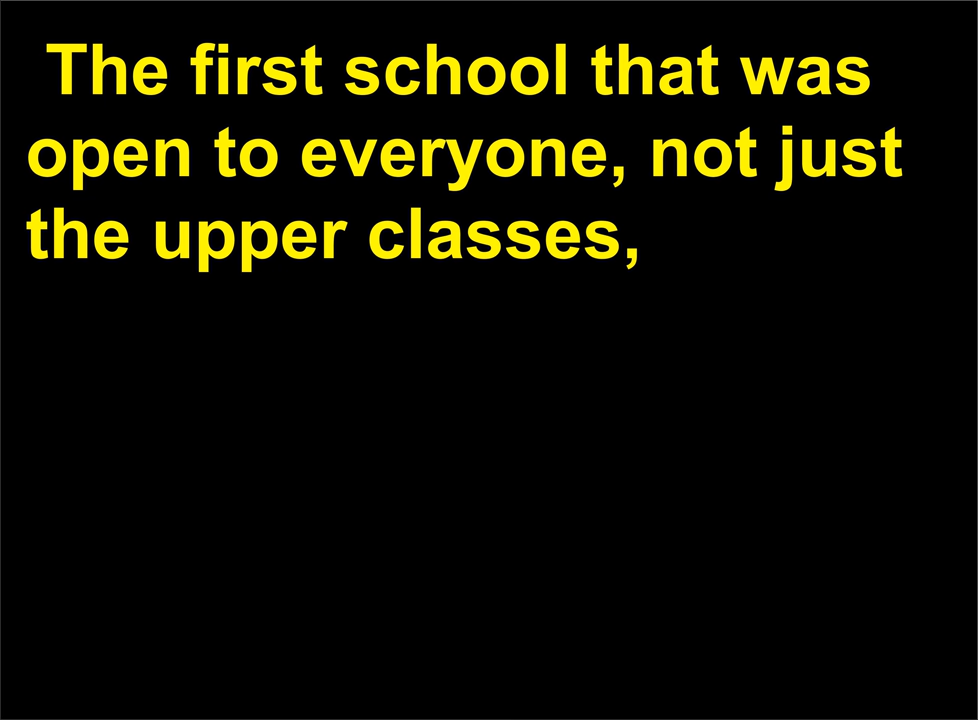 The first school that was
open to everyone, not just
the upper classes,